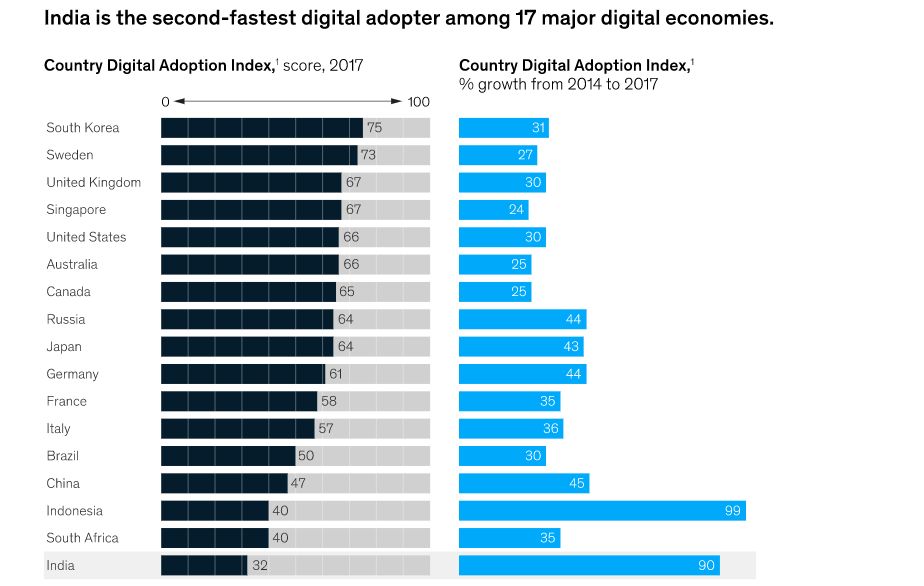 India is the second-fastest digital adopter among 17 major digital economies.
Country Digital Adoption Index,¹ score, 2017
Country Digital Adoption Index,¹
% growth from 2014 to 2017
0 100
South Korea 75 31
Sweden 73 27
United Kingdom 67 30
Singapore 67 24
United States 66 30
Australia 66 25
Canada 65 25
Russia 64 44
Japan 64 43
Germany 61 44
France 58 35
Italy 57 36
Brazil 50 30
China 47 45
Indonesia 40 99
South Africa 40 35
India 32 90